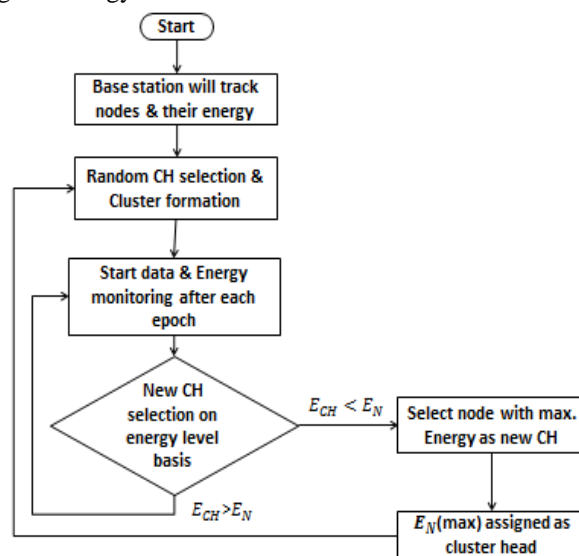 Start
Base station will track
nodes & their energy
Random CH selection &
Cluster formation
Start data & Energy
monitoring after each
epoch
New CH
selection on
energy level
basis
E_CH < E_N
Select node with max.
Energy as new CH
E_CH>E_N
E_N(max) assigned as
cluster head